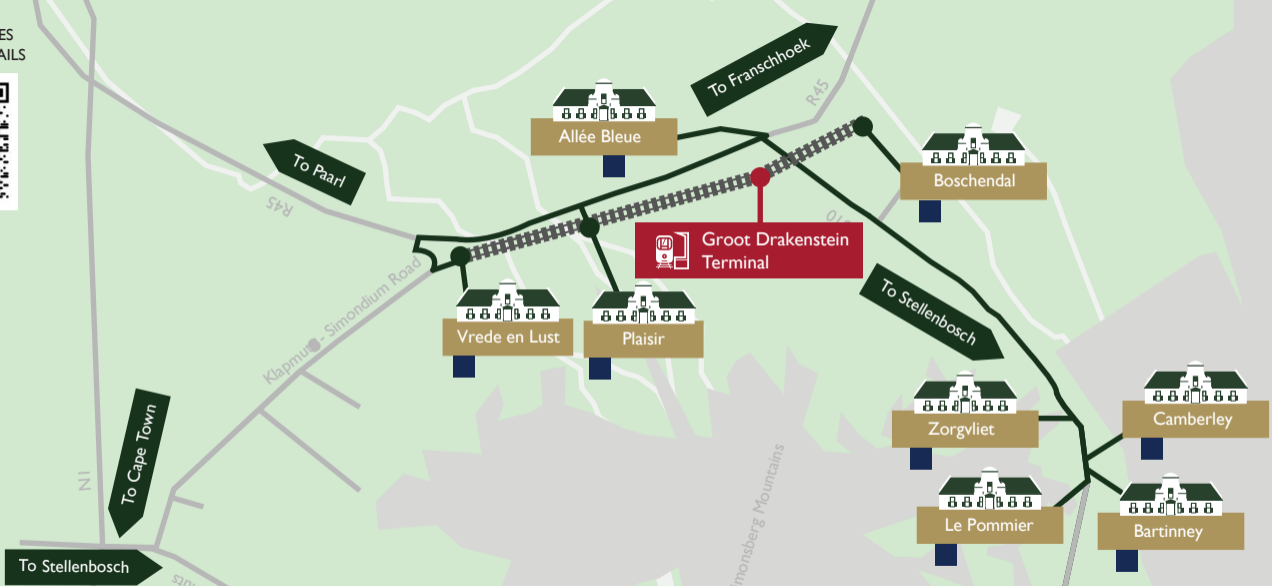 ES
AILS
To Franschhoek
R45
Allée Bleue
To Paarl
R45
Boschendal
Groot Drakenstein
Terminal
To Stellenbosch
Klapmuts - Simondium Road
Vrede en Lust
Plaisir
Zorgvliet
Camberley
To Cape Town
N1
Le Pommier
Bartinney
monsberg Mountains
To Stellenbosch